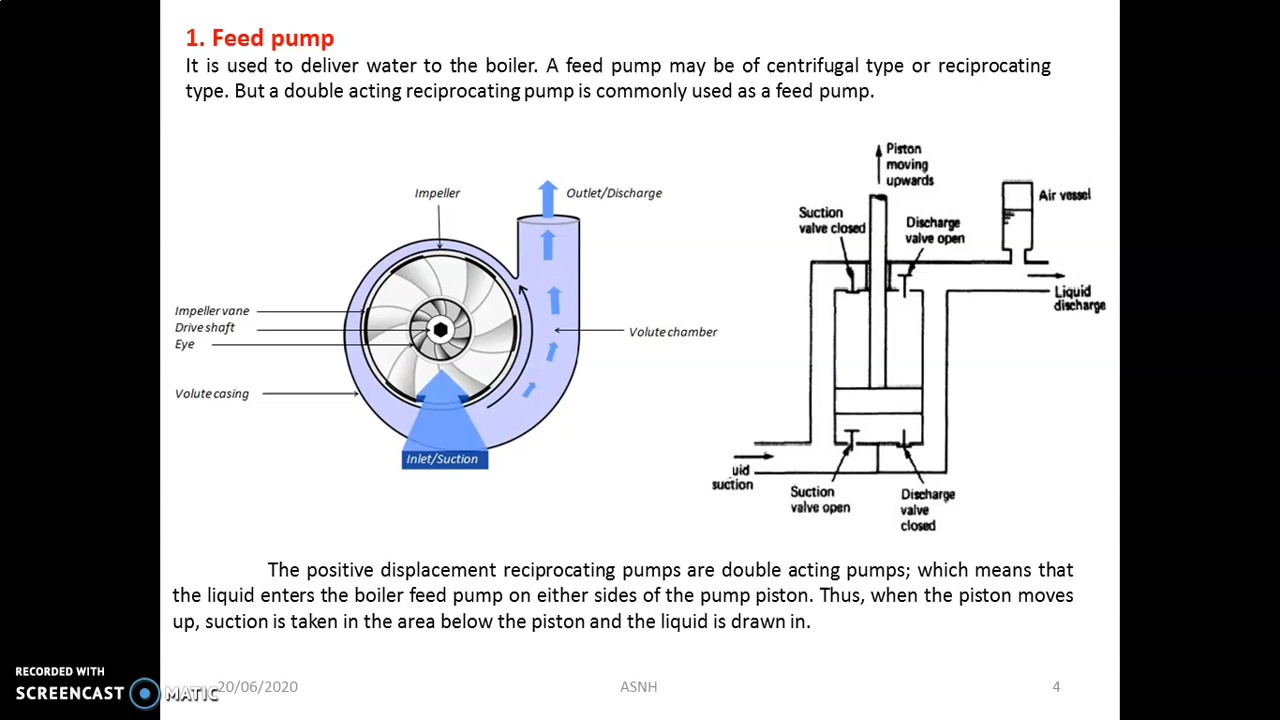 1. Feed pump
It is used to deliver water to the boiler. A feed pump may be of centrifugal type or reciprocating
type. But a double acting reciprocating pump is commonly used as a feed pump.
Impeller
Outlet/Discharge
Impeller vane
Drive shaft
Eye
Volute chamber
Volute casing
Inlet/Suction
Piston
moving
upwards
Air vessel
Suction
valve closed
Discharge
valve open
Liquid
discharge
uid
suction
Suction
valve open
Discharge
valve
closed
The positive displacement reciprocating pumps are double acting pumps; which means that
the liquid enters the boiler feed pump on either sides of the pump piston. Thus, when the piston moves
up, suction is taken in the area below the piston and the liquid is drawn in.
RECORDED WITH
SCREENCAST MATIC
20/06/2020
ASNH
4